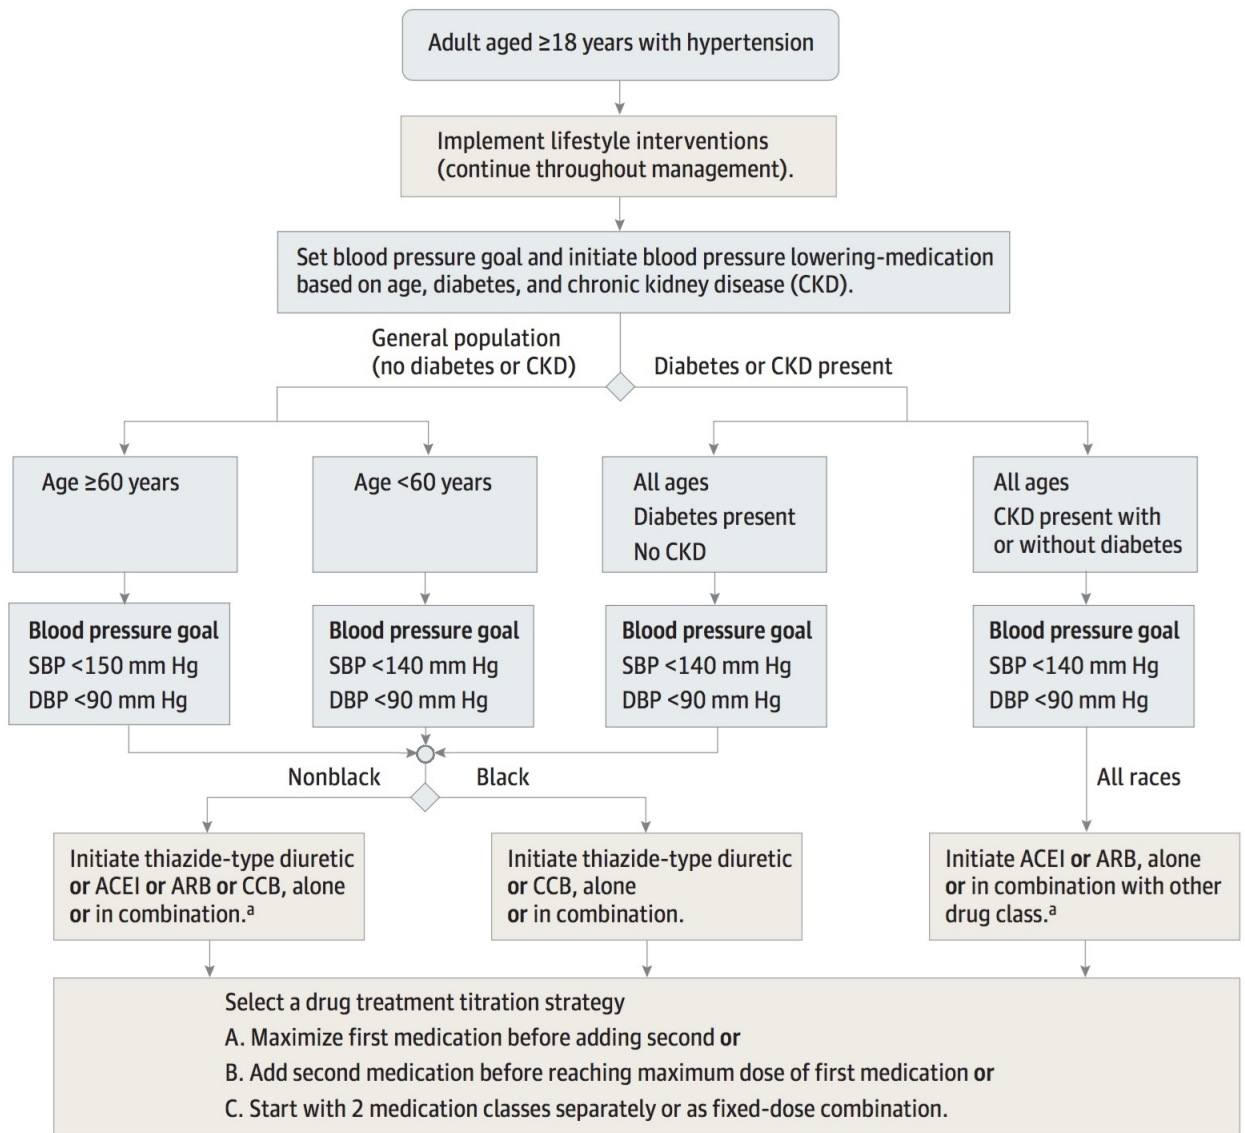 Adult aged ≥18 years with hypertension
Implement lifestyle interventions
(continue throughout management).
Set blood pressure goal and initiate blood pressure lowering-medication
based on age, diabetes, and chronic kidney disease (CKD).
General population
(no diabetes or CKD)
Diabetes or CKD present
Age ≥60 years
Age <60 years
All ages
Diabetes present
No CKD
All ages
CKD present with
or without diabetes
Blood pressure goal
SBP <150 mm Hg
DBP <90 mm Hg
Blood pressure goal
SBP <140 mm Hg
DBP <90 mm Hg
Blood pressure goal
SBP <140 mm Hg
DBP <90 mm Hg
Blood pressure goal
SBP <140 mm Hg
DBP <90 mm Hg
Nonblack
Black
All races
Initiate thiazide-type diuretic
or ACEI or ARB or CCB, alone
or in combination.ᵃ
Initiate thiazide-type diuretic
or CCB, alone
or in combination.
Initiate ACEI or ARB, alone
or in combination with other
drug class.ᵃ
Select a drug treatment titration strategy
A. Maximize first medication before adding second or
B. Add second medication before reaching maximum dose of first medication or
C. Start with 2 medication classes separately or as fixed-dose combination.